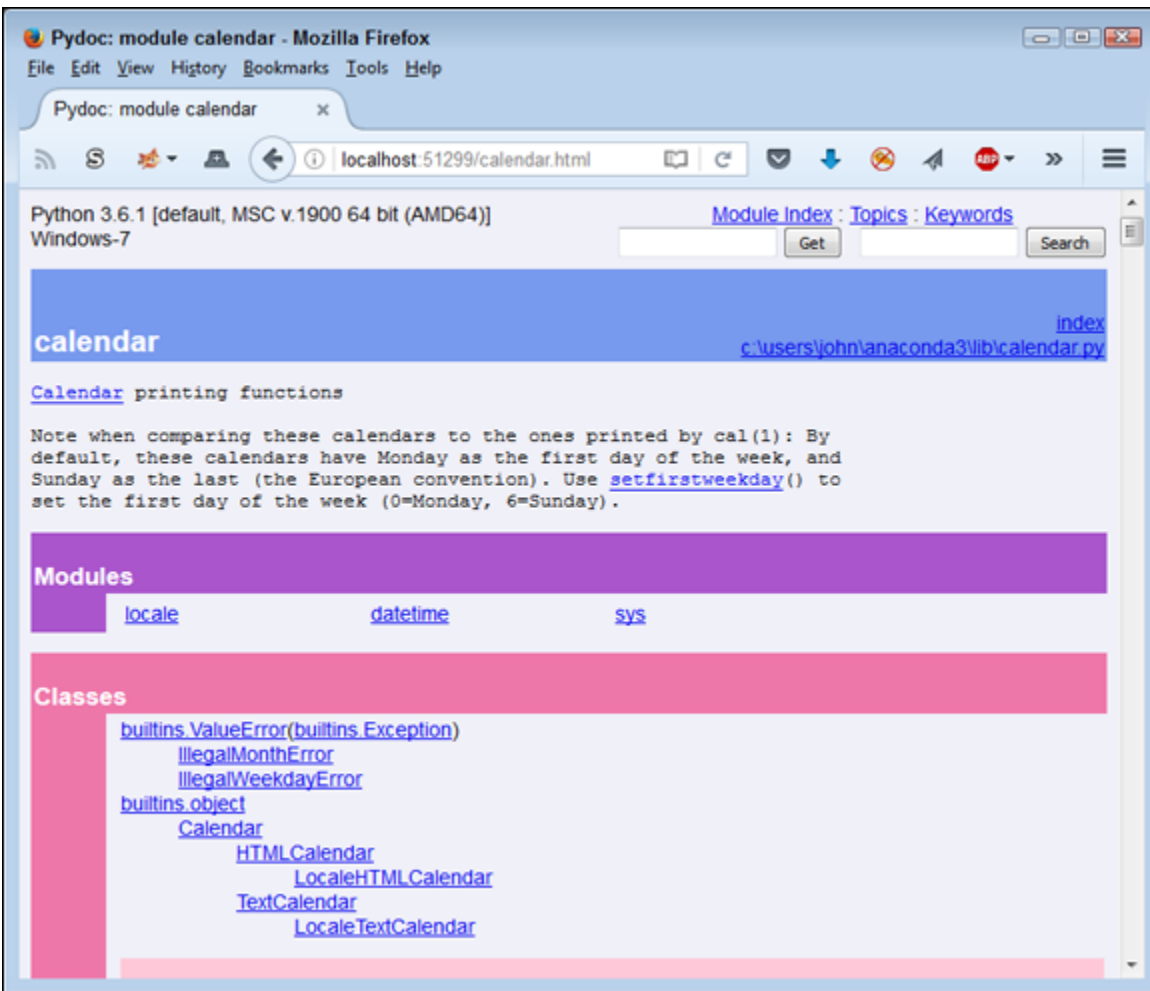 Pydoc: module calendar - Mozilla Firefox
File Edit View History Bookmarks Tools Help
Pydoc: module calendar
S ABP
localhost:51299/calendar.html
Python 3.6.1 [default, MSC v.1900 64 bit (AMD64)]
Windows-7
Module Index : Topics : Keywords
Get Search
calendar
index
c:\users\john\anaconda3\lib\calendar.py
Calendar printing functions
Note when comparing these calendars to the ones printed by cal(1): By
default, these calendars have Monday as the first day of the week, and
Sunday as the last (the European convention). Use setfirstweekday() to
set the first day of the week (0=Monday, 6=Sunday).
Modules
locale datetime sys
Classes
builtins.ValueError(builtins.Exception)
IllegalMonthError
IllegalWeekdayError
builtins.object
Calendar
HTMLCalendar
LocaleHTMLCalendar
TextCalendar
LocaleTextCalendar